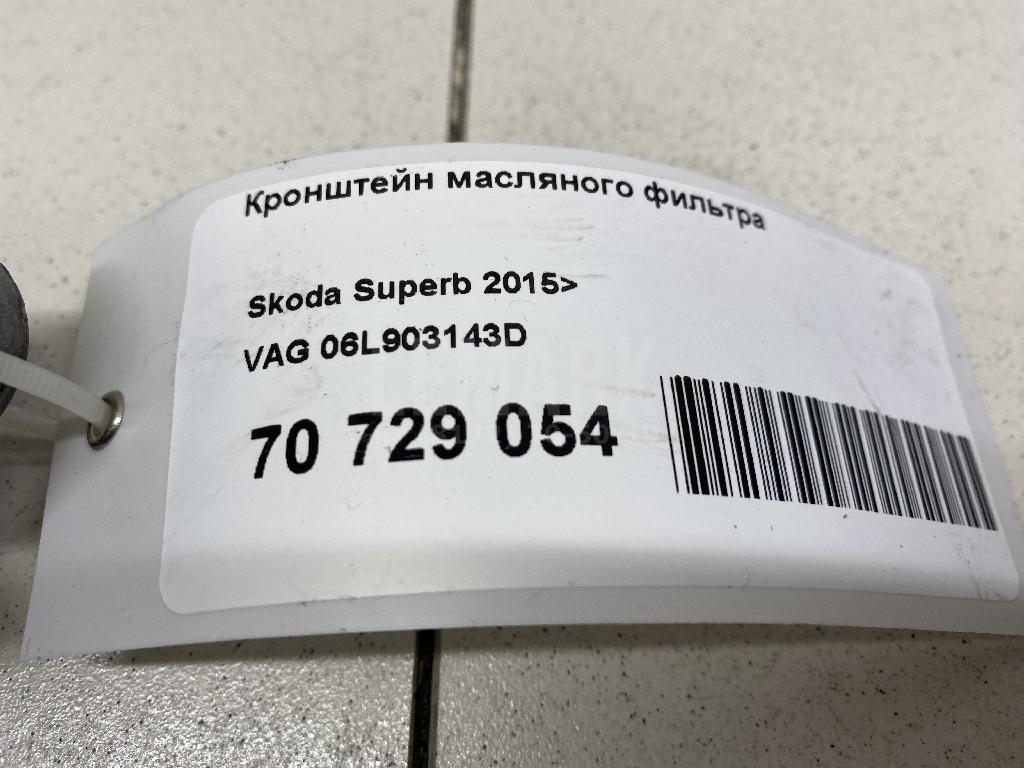 Кронштейн масляного фильтра
Skoda Superb 2015>
VAG 06L903143D
70 729 054